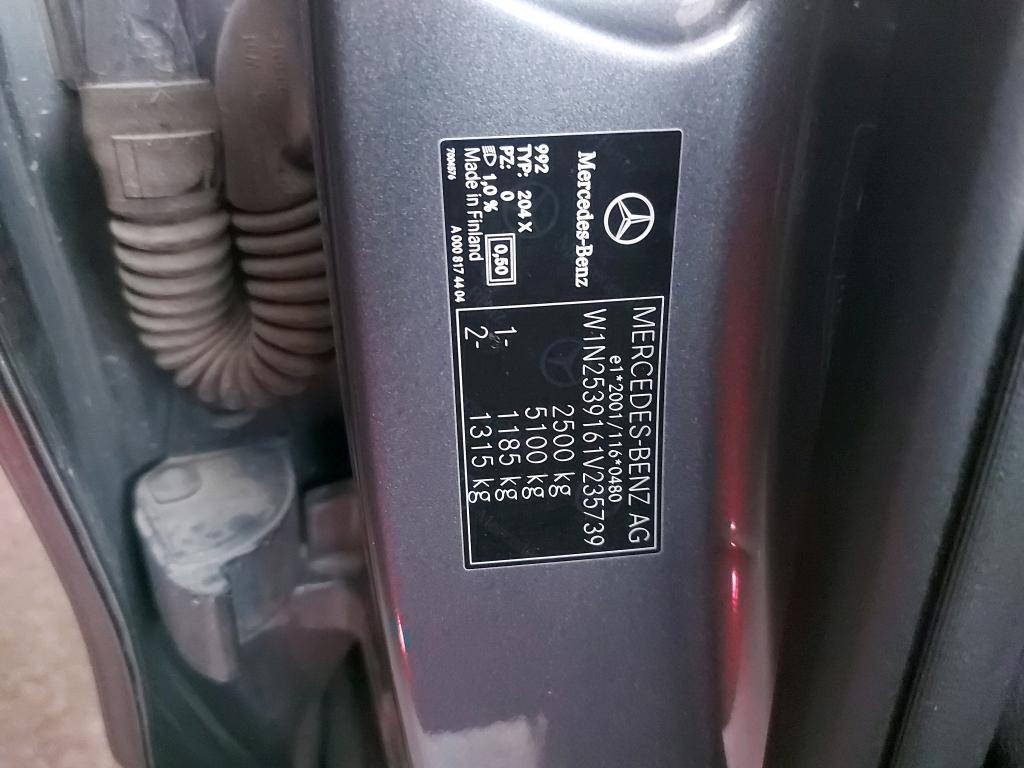 Mercedes-Benz
992
TYP: 204 X
PZ: 0
1,0 %
0,50
Made in Finland
7004876
A 000 817 44 04
MERCEDES-BENZ AG
e1*2001/116*0480
W1N2539161V235739
2500 kg
5100 kg
1- 1185 kg
2- 1315 kg